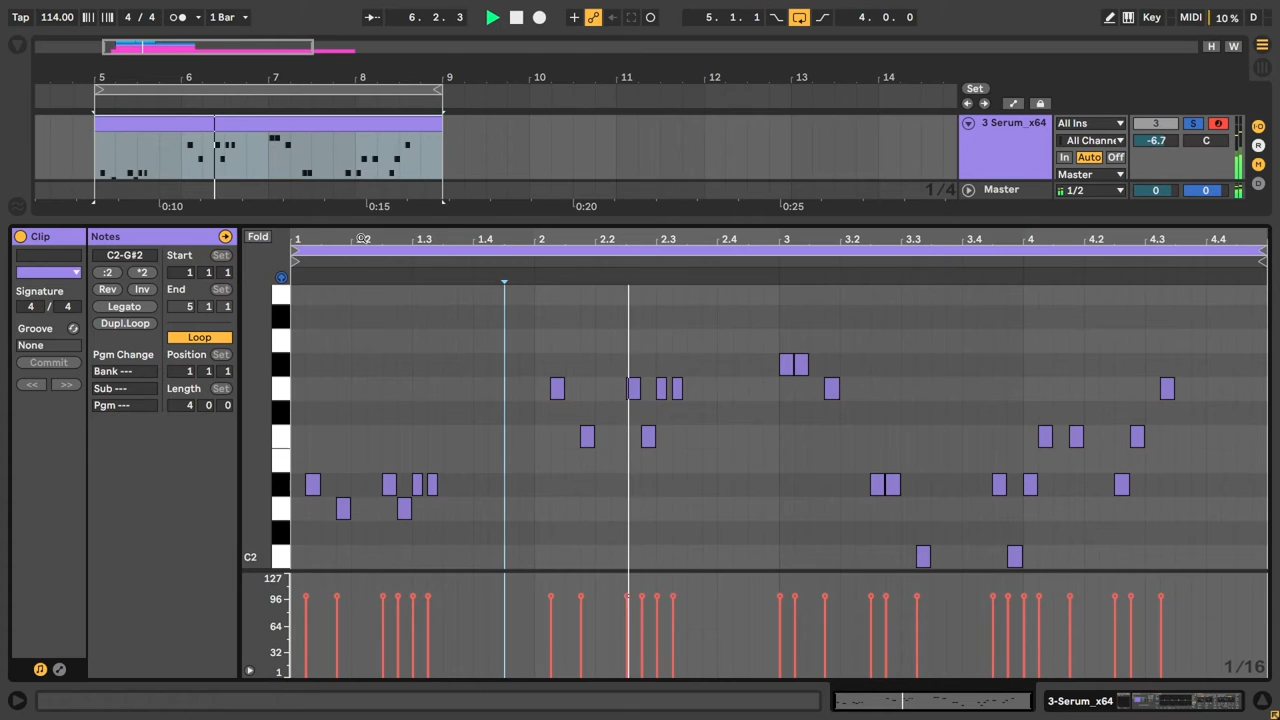 Tap 114.00 4 / 4 1 Bar 6. 2. 3 5. 1. 1 4. 0. 0 Key MIDI 10 % D
H W
5 6 7 8 9 10 11 12 13 14 Set
3 Serum_x64 All Ins 3 S
All Channe -6.7 C
In Auto Off
Master
1/4 Master 1/2 0 0
0:10 0:15 0:20 0:25
I·O
R
M
D
Clip Notes Fold 1 1.3 1.4 2 2.2 2.3 2.4 3 3.2 3.3 3.4 4 4.2 4.3 4.4
C2-G#2 Start Set
:2 *2 1 1 1
Signature Rev Inv End Set
4 / 4 Legato 5 1 1
Groove Dupl.Loop
None Loop
Commit Pgm Change Position Set
<< >> Bank --- 1 1 1
Sub --- Length Set
Pgm --- 4 0 0
C2
127
96
64
32
1
1/16
3-Serum_x64